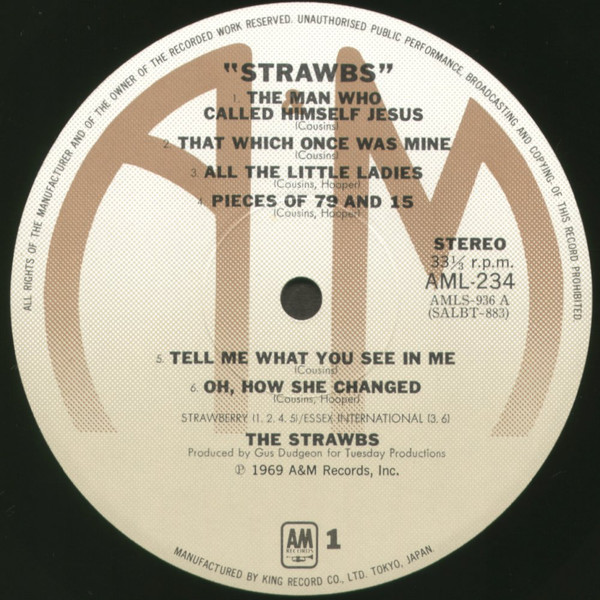 ALL RIGHTS OF THE MANUFACTURER AND OF THE OWNER OF THE RECORDED WORK RESERVED. UNAUTHORISED PUBLIC PERFORMANCE, BROADCASTING AND COPYING OF THIS RECORD PROHIBITED.
"STRAWBS"
1. THE MAN WHO
CALLED HIMSELF JESUS
(Cousins)
2. THAT WHICH ONCE WAS MINE
(Cousins)
3. ALL THE LITTLE LADIES
(Cousins, Hooper)
4. PIECES OF 79 AND 15
(Cousins, Hooper)
STEREO
33⅓ r.p.m.
AML-234
AMLS-936 A
(SALBT-883)
5. TELL ME WHAT YOU SEE IN ME
(Cousins)
6. OH, HOW SHE CHANGED
(Cousins, Hooper)
STRAWBERRY (1. 2. 4. 5)/ESSEX INTERNATIONAL (3. 6)
THE STRAWBS
Produced by Gus Dudgeon for Tuesday Productions
℗ 1969 A&M Records, Inc.
AM
RECORDS
1
MANUFACTURED BY KING RECORD CO., LTD. TOKYO, JAPAN.